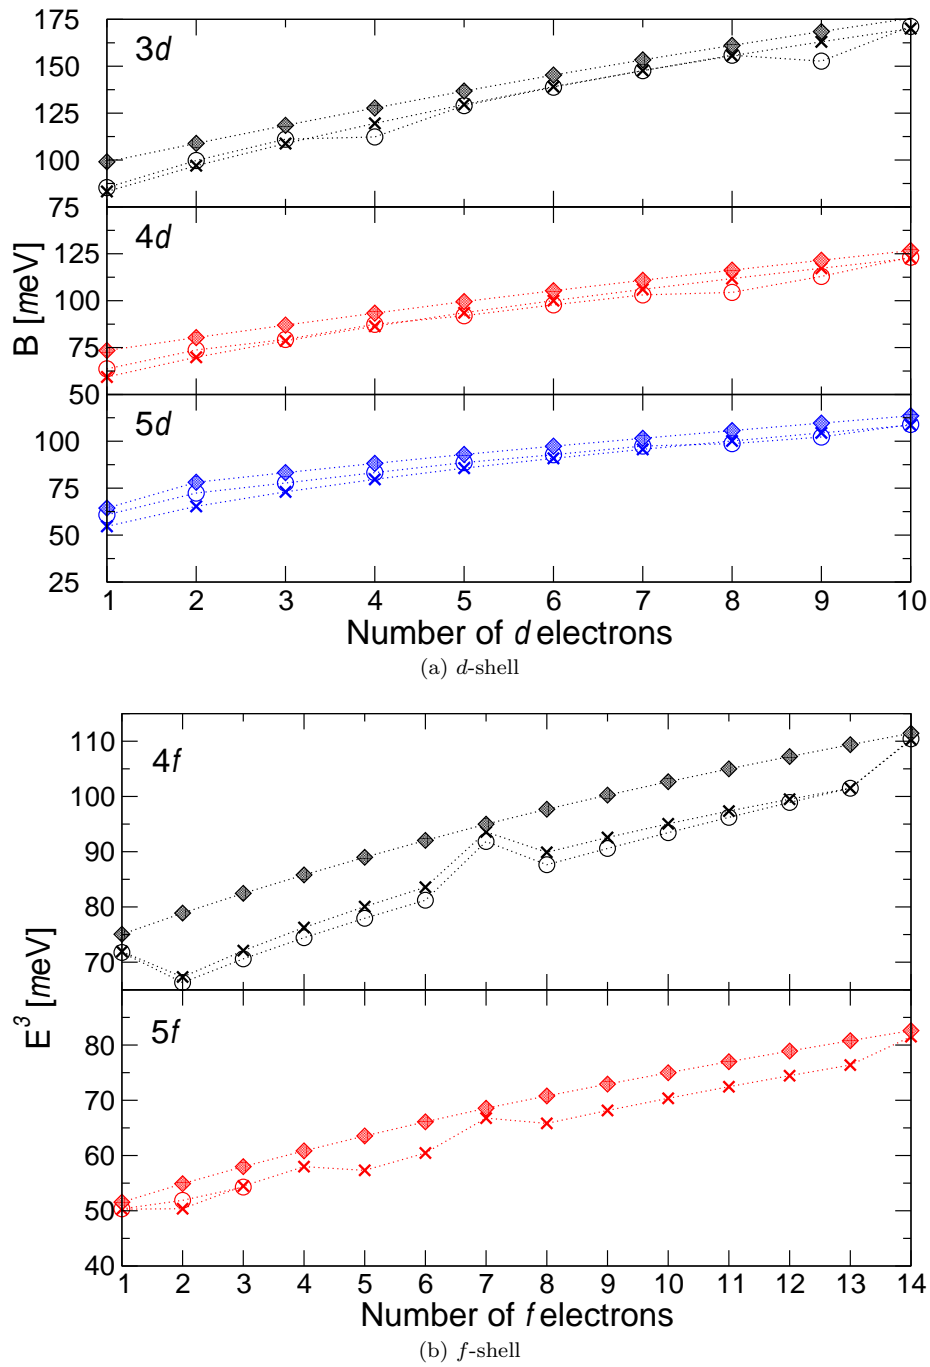 175
3d
150
125
100
75
4d
125
100
75
50
5d
100
75
50
25
B [meV]
1 2 3 4 5 6 7 8 9 10
Number of d electrons
(a) d-shell
4f
110
100
90
80
70
5f
80
70
60
50
40
E³ [meV]
1 2 3 4 5 6 7 8 9 10 11 12 13 14
Number of f electrons
(b) f-shell